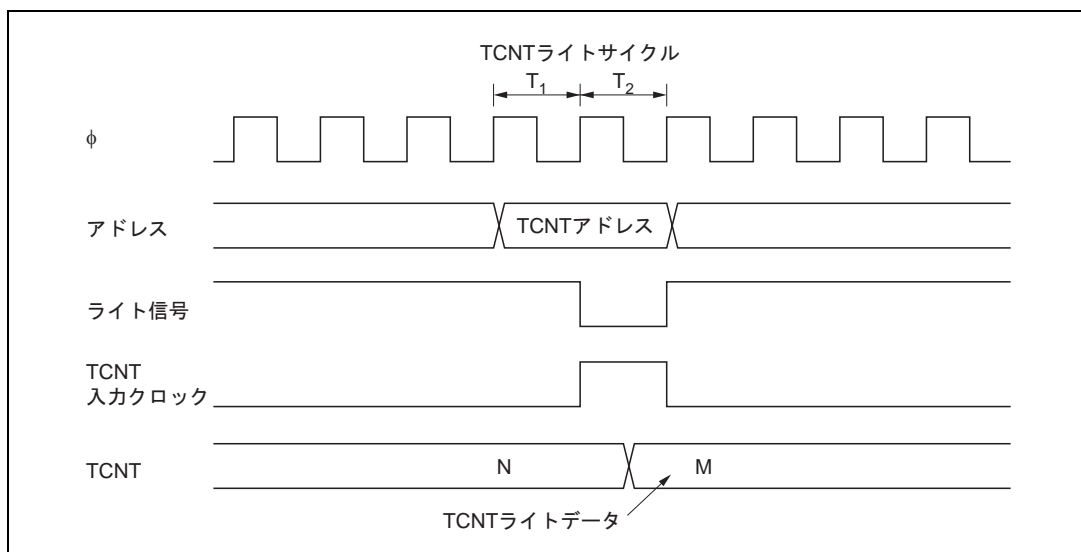 TCNTライトサイクル
T1 T2
φ
アドレス
TCNTアドレス
ライト信号
TCNT
入力クロック
TCNT
N
M
TCNTライトデータ